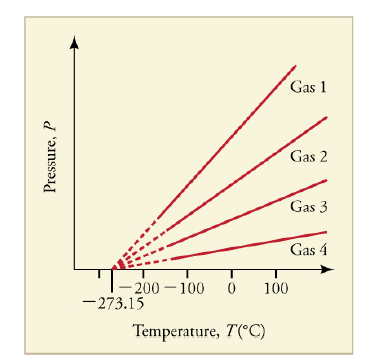 Gas 1
Gas 2
Gas 3
Gas 4
Pressure, P
−200 −100 0 100
−273.15
Temperature, T(°C)